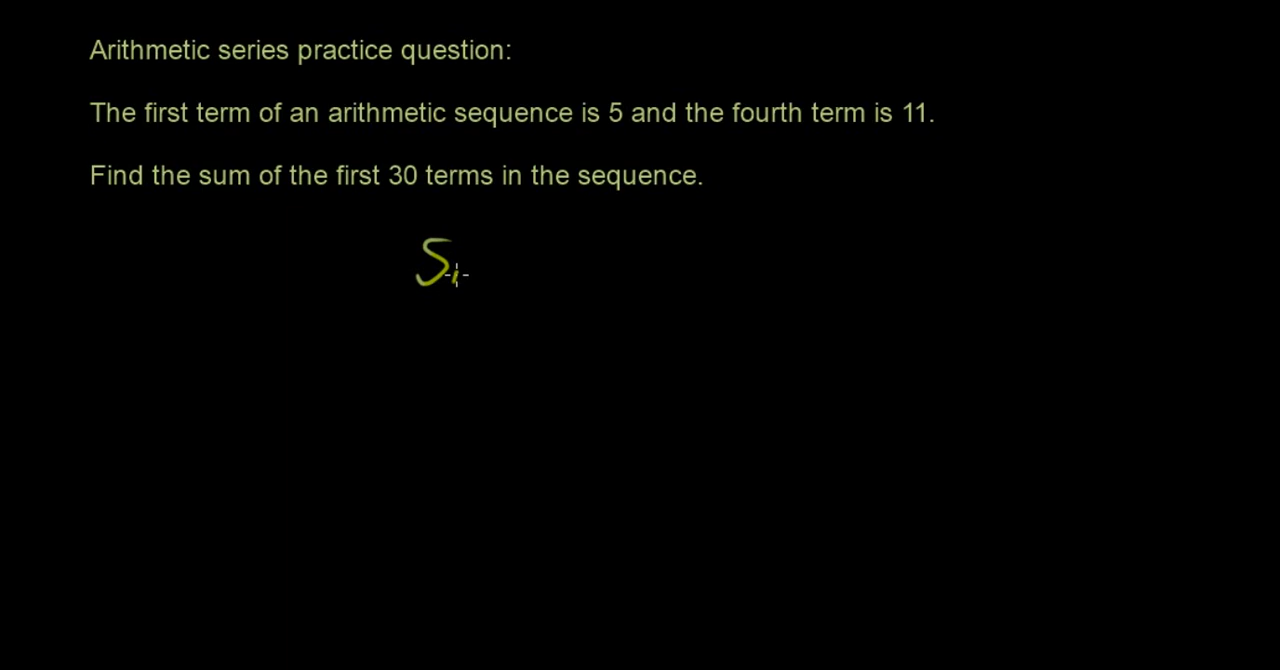 Arithmetic series practice question:
The first term of an arithmetic sequence is 5 and the fourth term is 11.
Find the sum of the first 30 terms in the sequence.
S